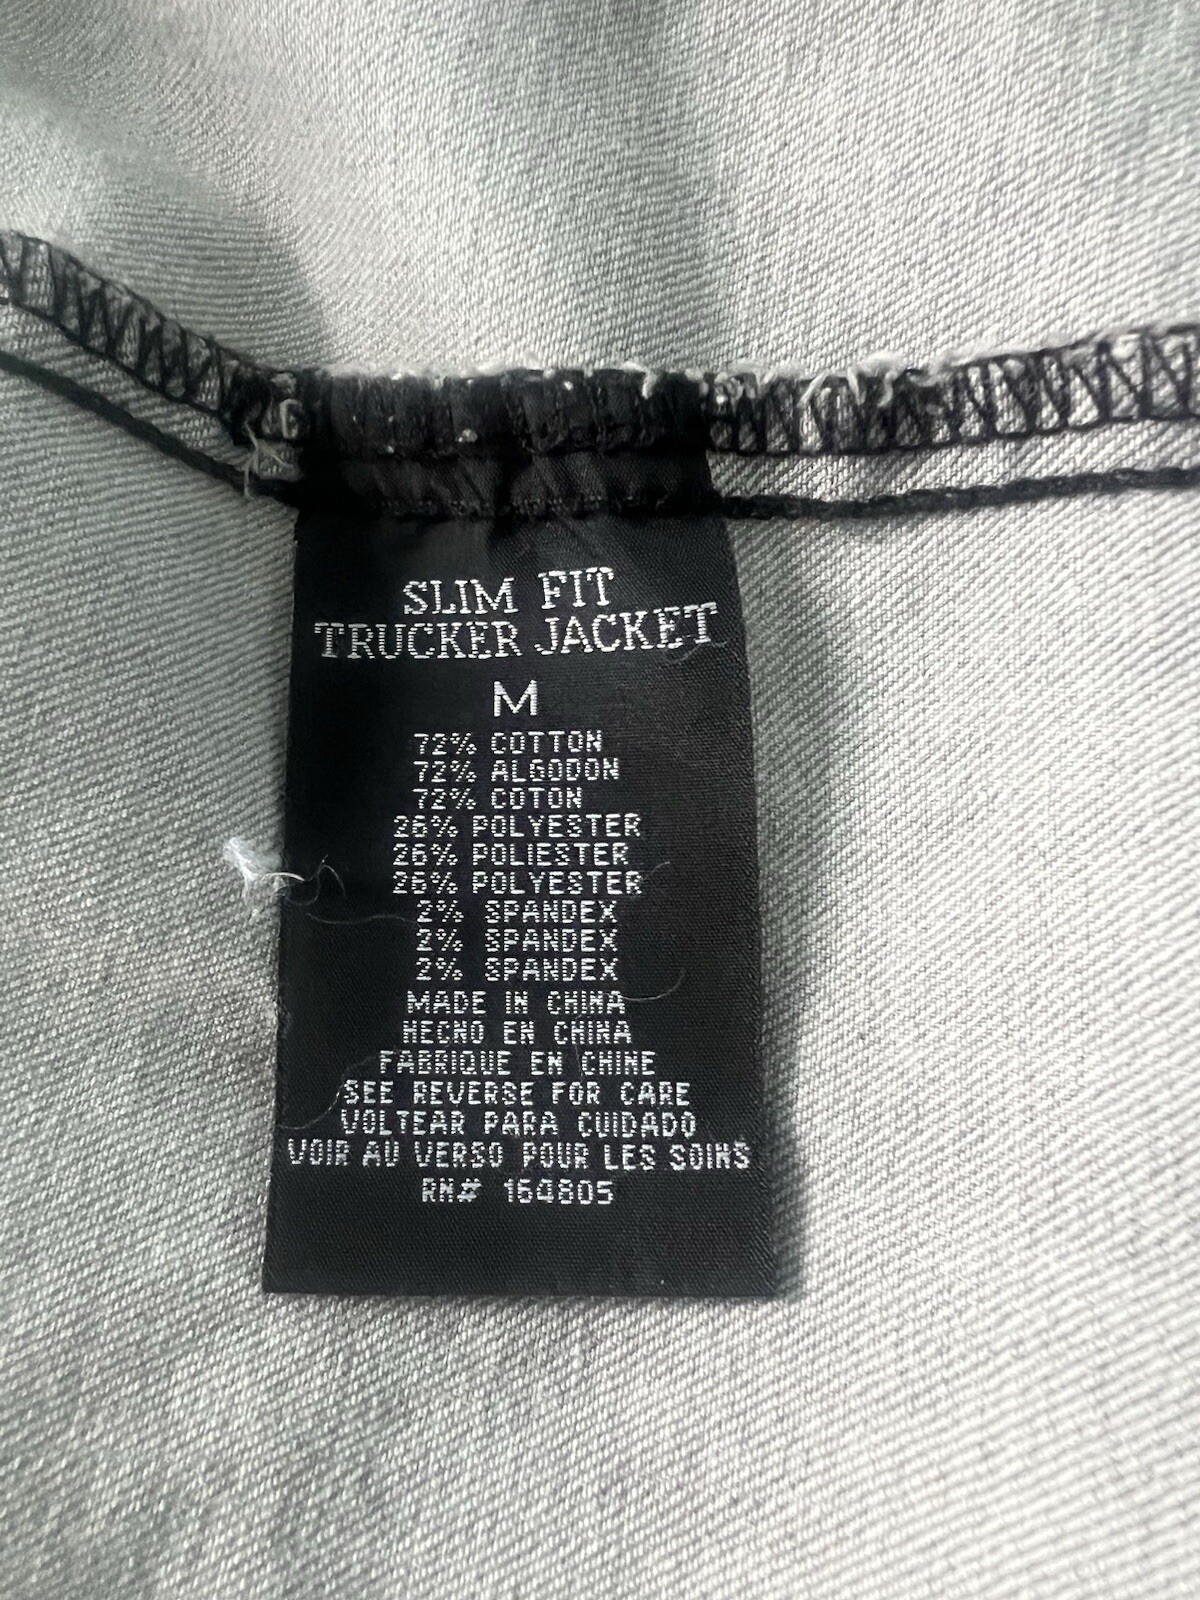 SLIM FIT
TRUCKER JACKET
M
72% COTTON
72% ALGODON
72% COTON
26% POLYESTER
26% POLIESTER
26% POLYESTER
2% SPANDEX
2% SPANDEX
2% SPANDEX
MADE IN CHINA
HECHO EN CHINA
FABRIQUE EN CHINE
SEE REVERSE FOR CARE
VOLTEAR PARA CUIDADO
VOIR AU VERSO POUR LES SOINS
RN# 164805